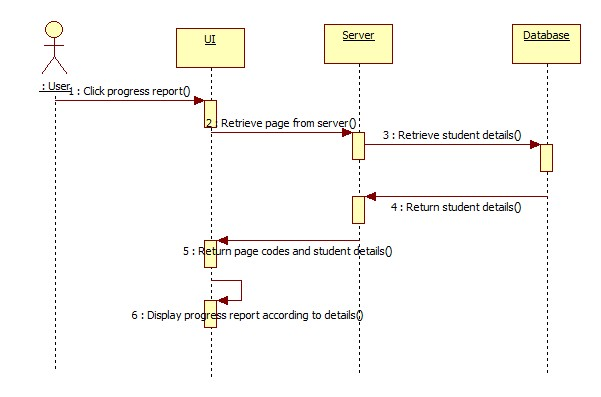 UI
Server
Database
: User
1 : Click progress report()
2 : Retrieve page from server()
3 : Retrieve student details()
4 : Return student details()
5 : Return page codes and student details()
6 : Display progress report according to details()